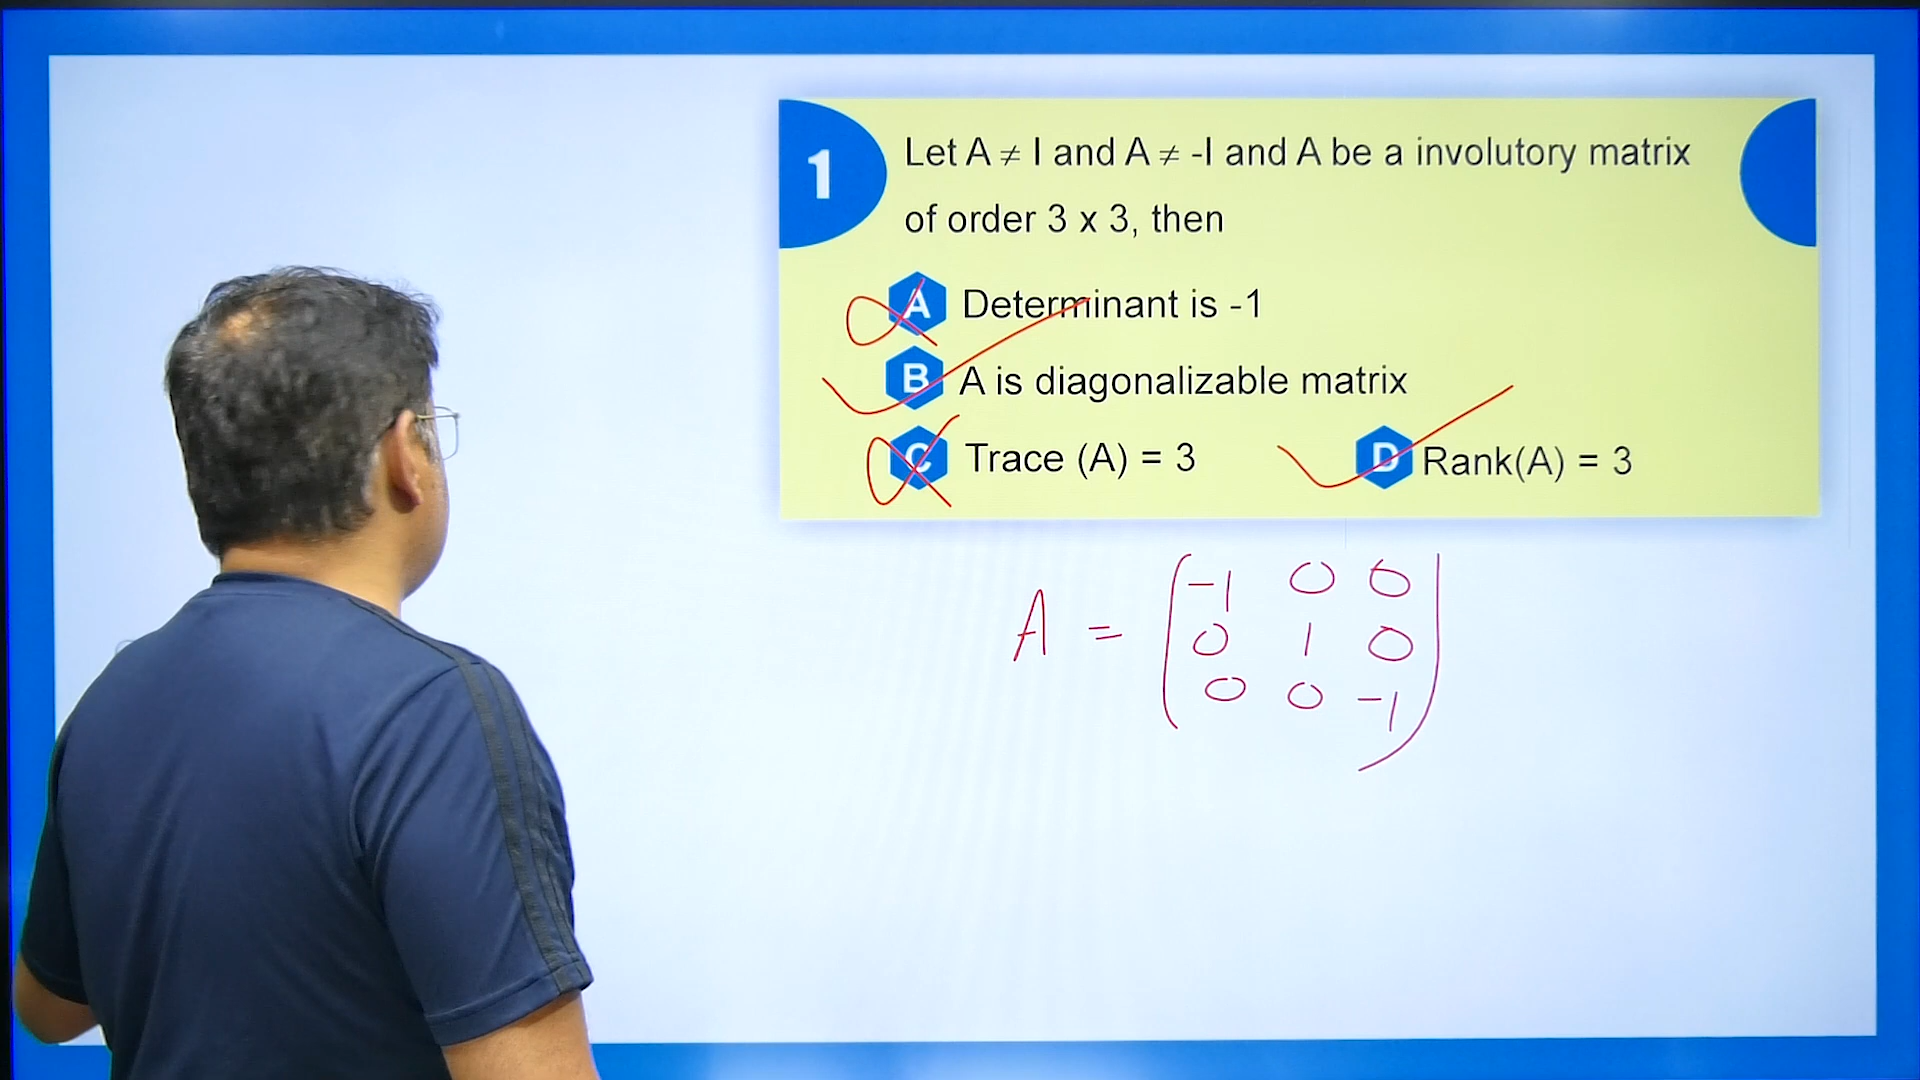 1
Let A ≠ I and A ≠ -I and A be a involutory matrix
of order 3 x 3, then
A Determinant is -1
B A is diagonalizable matrix
C Trace (A) = 3
D Rank(A) = 3
A = (-1 0 0
0 1 0
0 0 -1)